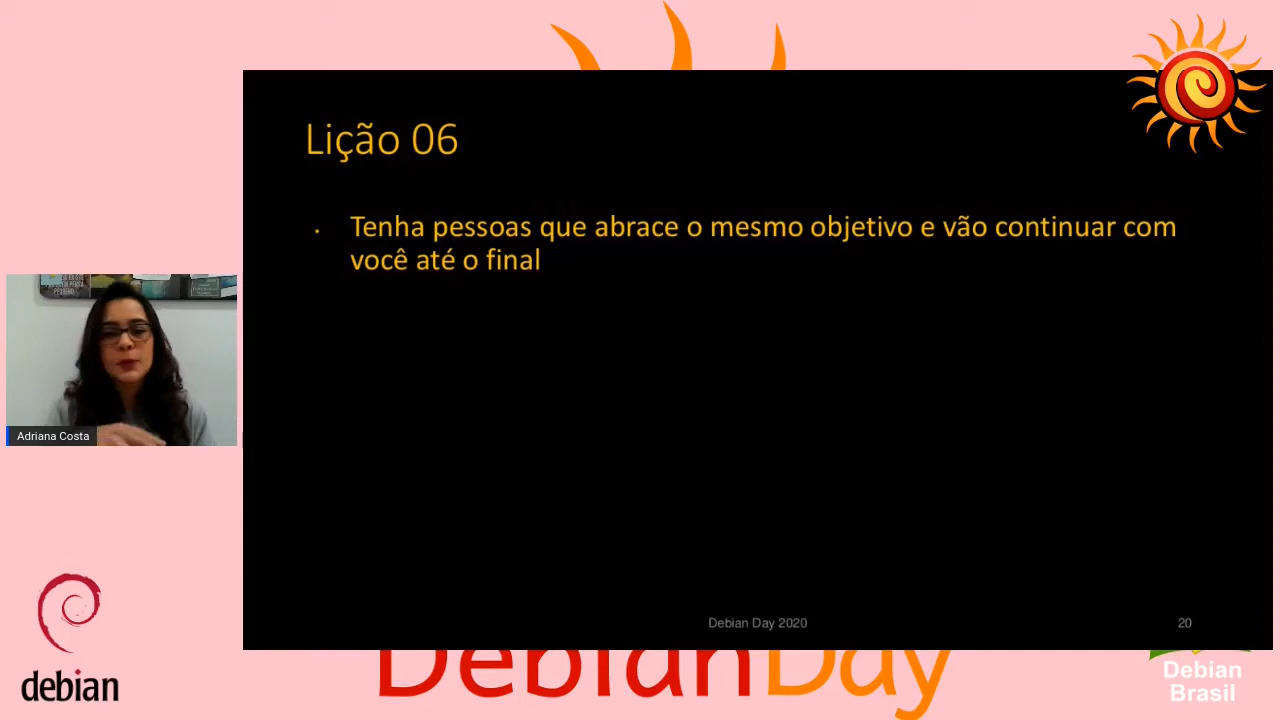 Lição 06
• Tenha pessoas que abrace o mesmo objetivo e vão continuar com
você até o final
Adriana Costa
Debian Day 2020
20
debian
DebianDay
Debian
Brasil